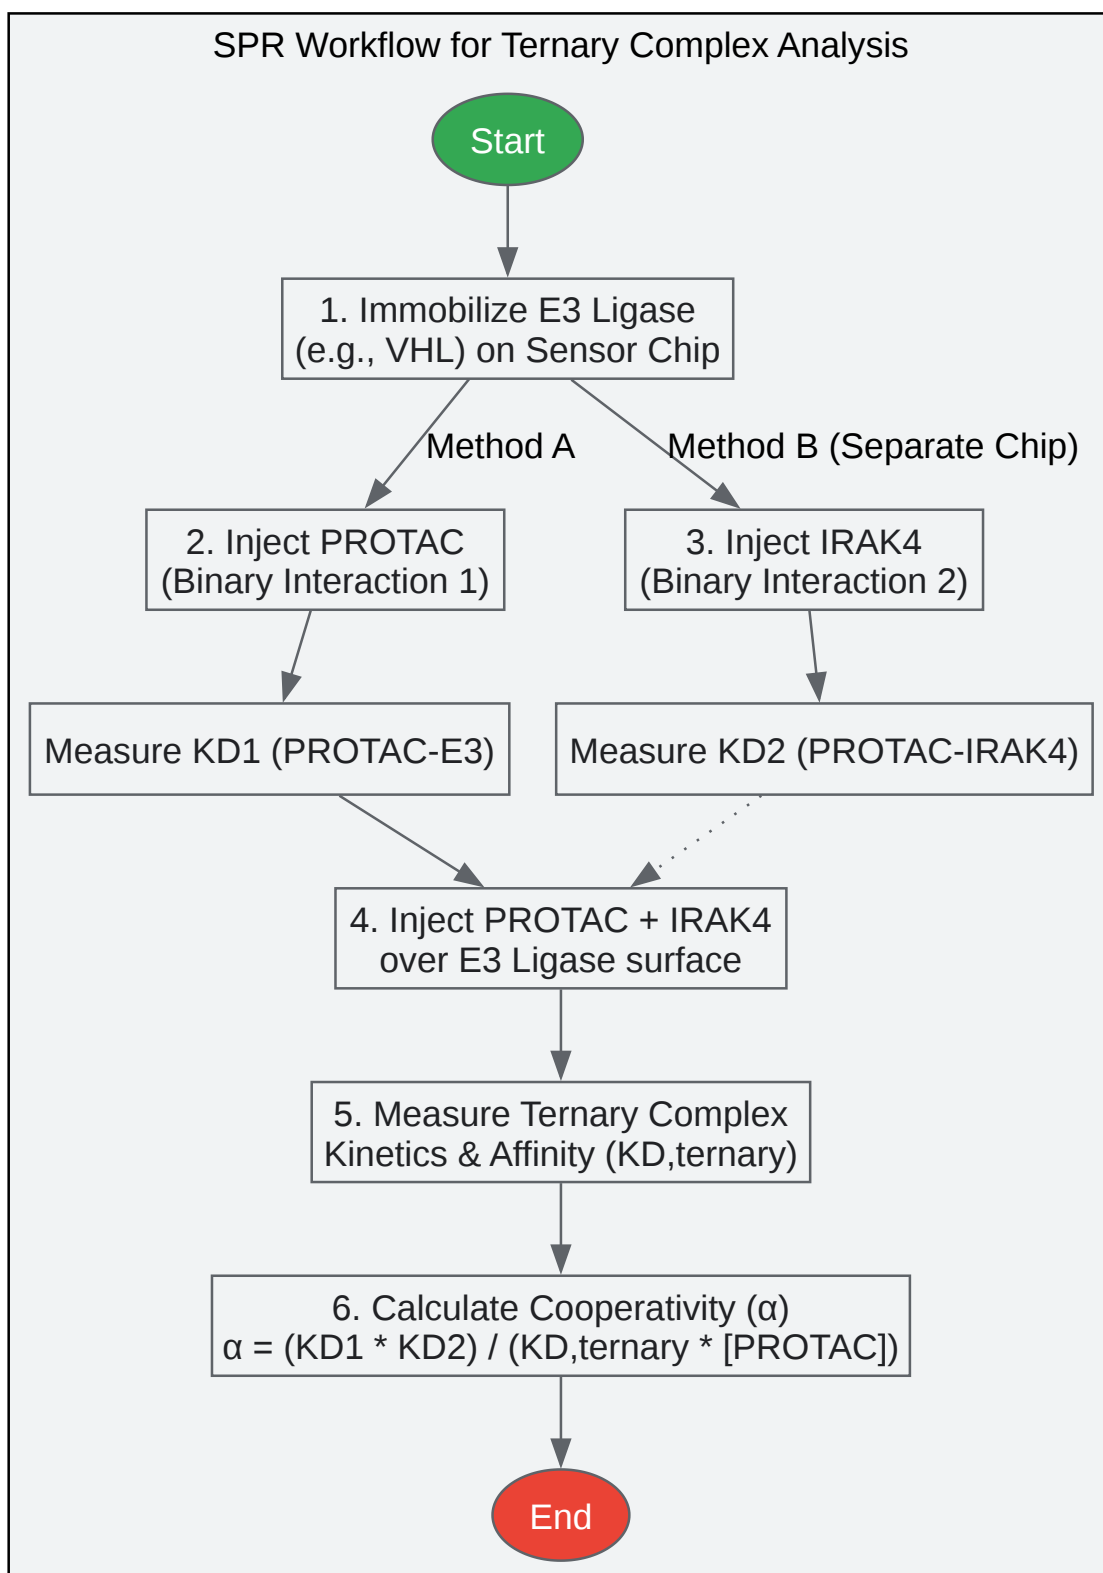 SPR Workflow for Ternary Complex Analysis
Start
1. Immobilize E3 Ligase
(e.g., VHL) on Sensor Chip
Method A
Method B (Separate Chip)
2. Inject PROTAC
(Binary Interaction 1)
3. Inject IRAK4
(Binary Interaction 2)
Measure KD1 (PROTAC-E3)
Measure KD2 (PROTAC-IRAK4)
4. Inject PROTAC + IRAK4
over E3 Ligase surface
5. Measure Ternary Complex
Kinetics & Affinity (KD,ternary)
6. Calculate Cooperativity (α)
α = (KD1 * KD2) / (KD,ternary * [PROTAC])
End